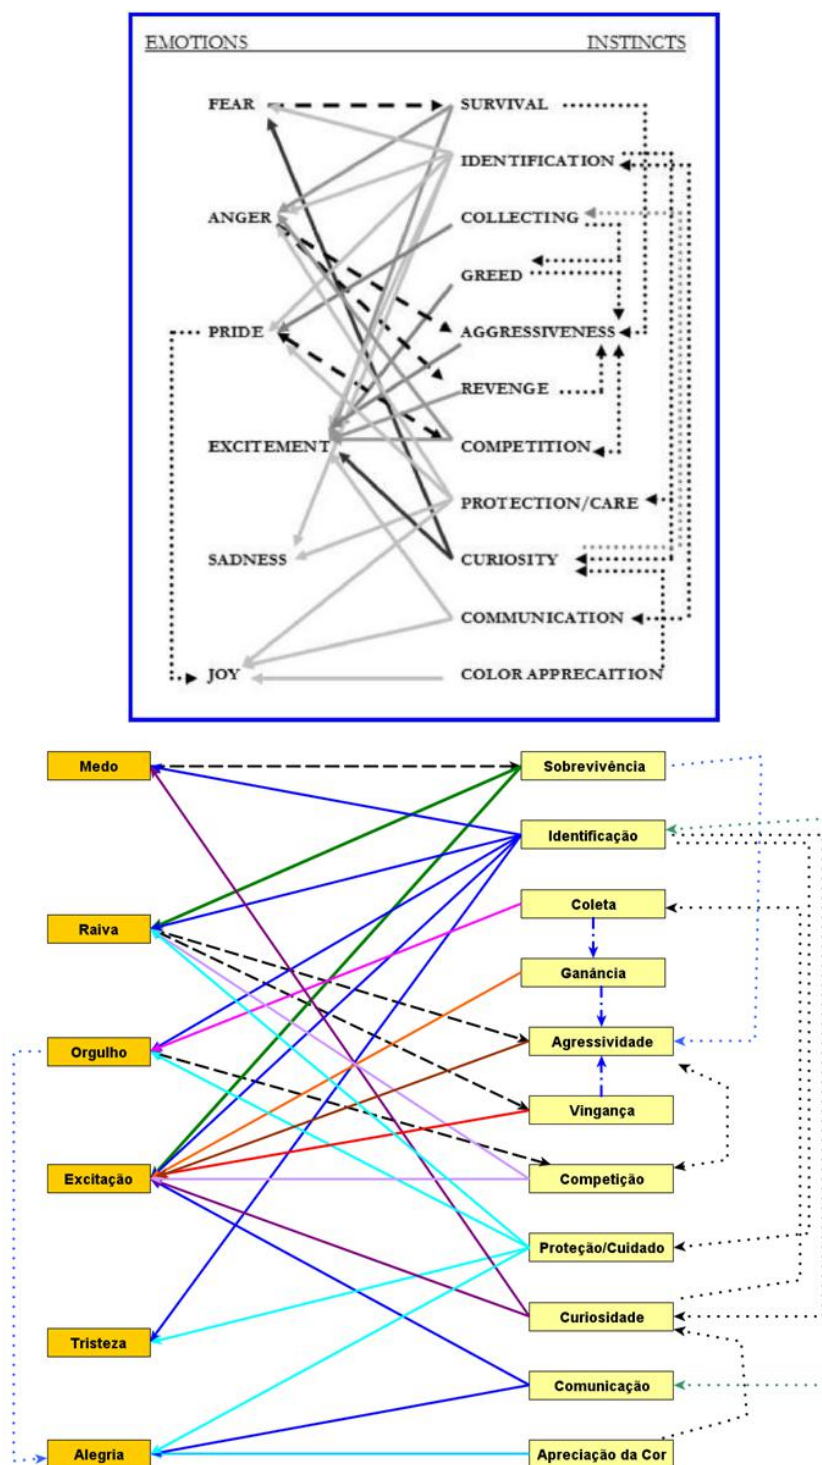 EMOTIONS INSTINCTS
FEAR SURVIVAL
IDENTIFICATION
ANGER COLLECTING
GREED
PRIDE AGGRESSIVENESS
REVENGE
EXCITEMENT COMPETITION
PROTECTION/CARE
SADNESS CURIOSITY
COMMUNICATION
JOY COLOR APPRECAITION
Medo Sobrevivência
Identificação
Raiva Coleta
Ganância
Orgulho Agressividade
Vingança
Excitação Competição
Proteção/Cuidado
Tristeza Curiosidade
Comunicação
Alegria Apreciação da Cor